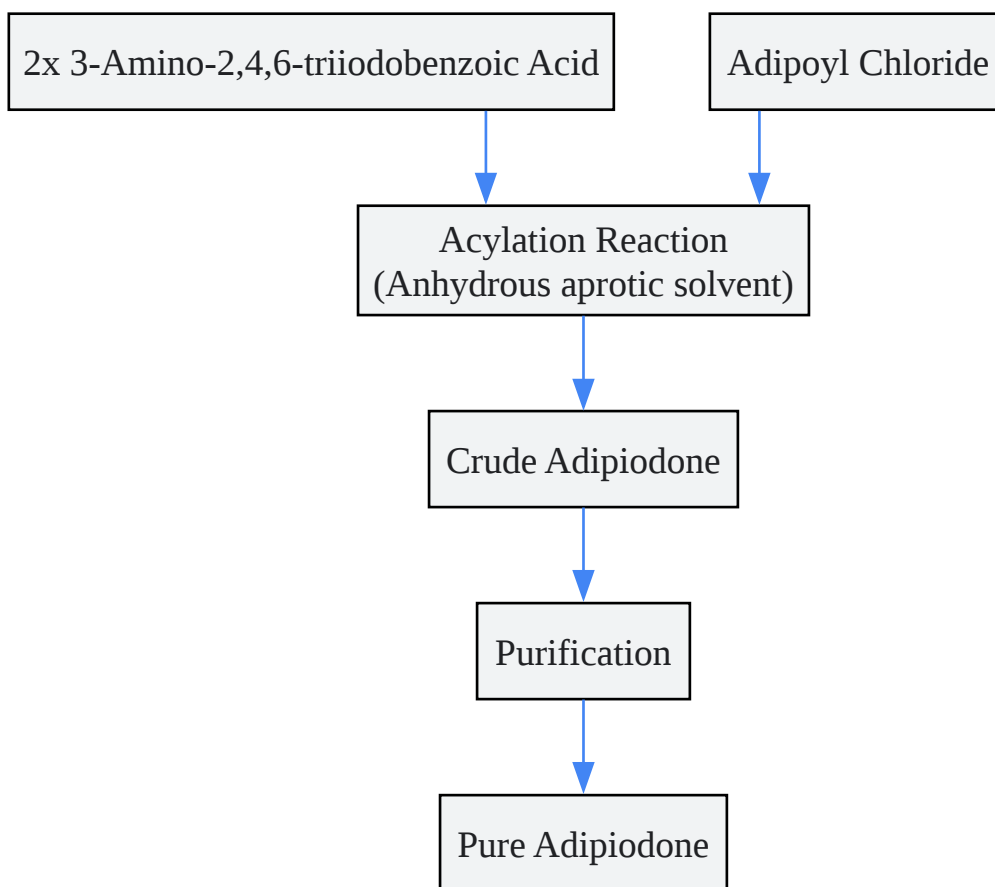 2x 3-Amino-2,4,6-triiodobenzoic Acid
Adipoyl Chloride
Acylation Reaction
(Anhydrous aprotic solvent)
Crude Adipiodone
Purification
Pure Adipiodone